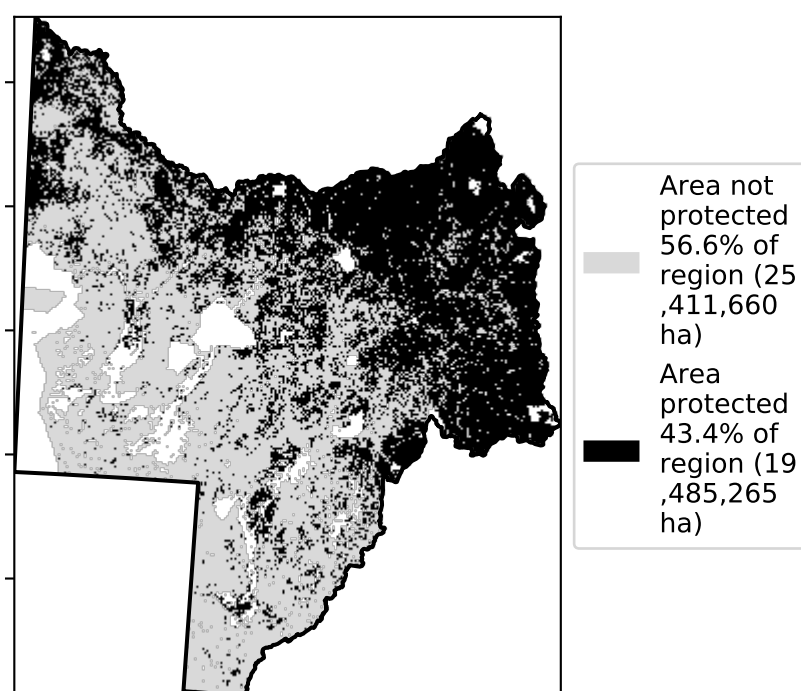 Area not
protected
56.6% of
region (25
,411,660
ha)
Area
protected
43.4% of
region (19
,485,265
ha)